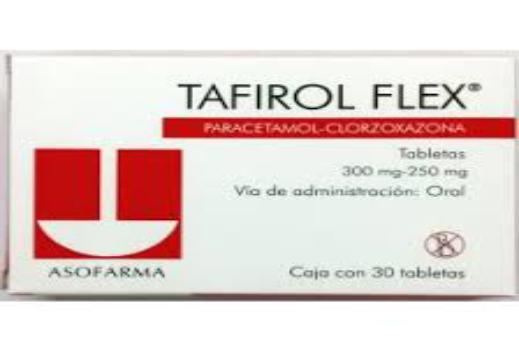 TAFIROL FLEX®
PARACETAMOL-CLORZOXAZONA
Tabletas
300 mg-250 mg
Vía de administración: Oral
ASOFARMA
Caja con 30 tabletas